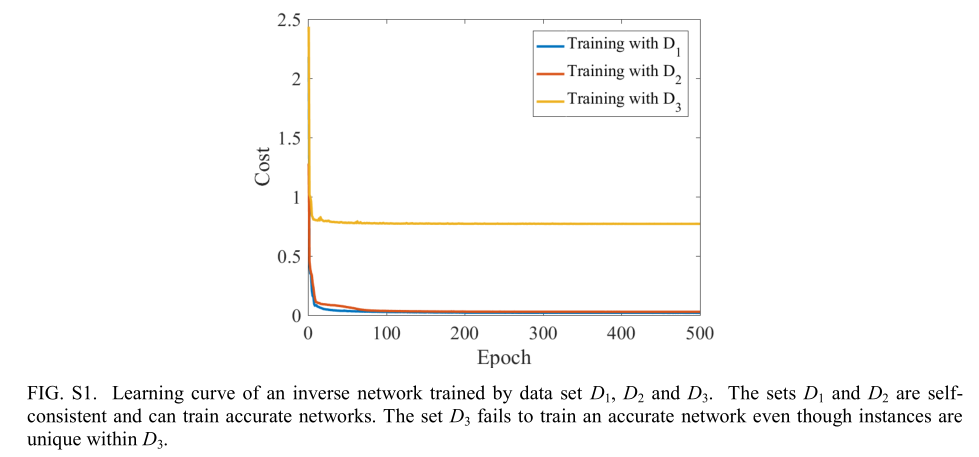 2.5
2
1.5
1
0.5
0
Cost
0 100 200 300 400 500
Epoch
Training with D1
Training with D2
Training with D3
FIG. S1. Learning curve of an inverse network trained by data set D1, D2 and D3. The sets D1 and D2 are self-
consistent and can train accurate networks. The set D3 fails to train an accurate network even though instances are
unique within D3.